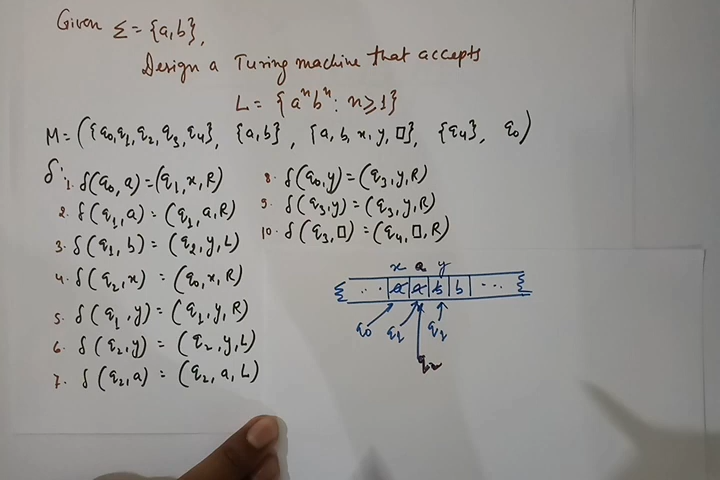 Given Σ = {a,b},
Design a Turing machine that accepts
L = {aⁿbⁿ : n ≥ 1}
M = ({q₀,q₁,q₂,q₃,q₄}, {a,b}, {a,b,x,y,□}, {q₄}, q₀)
δ:
1. δ(q₀,a)=(q₁,x,R)
2. δ(q₁,a) = (q₁,a,R)
3. δ(q₁,b) = (q₂,y,L)
4. δ(q₂,x) = (q₀,x,R)
5. δ(q₁,y) = (q₁,y,R)
6. δ(q₂,y) = (q₂,y,L)
7. δ(q₂,a) = (q₂,a,L)
8. δ(q₀,y) = (q₃,y,R)
9. δ(q₃,y) = (q₃,y,R)
10. δ(q₃,□) = (q₄,□,R)
x a y
... a a b b ...
q₀ q₁ q₁
q₂